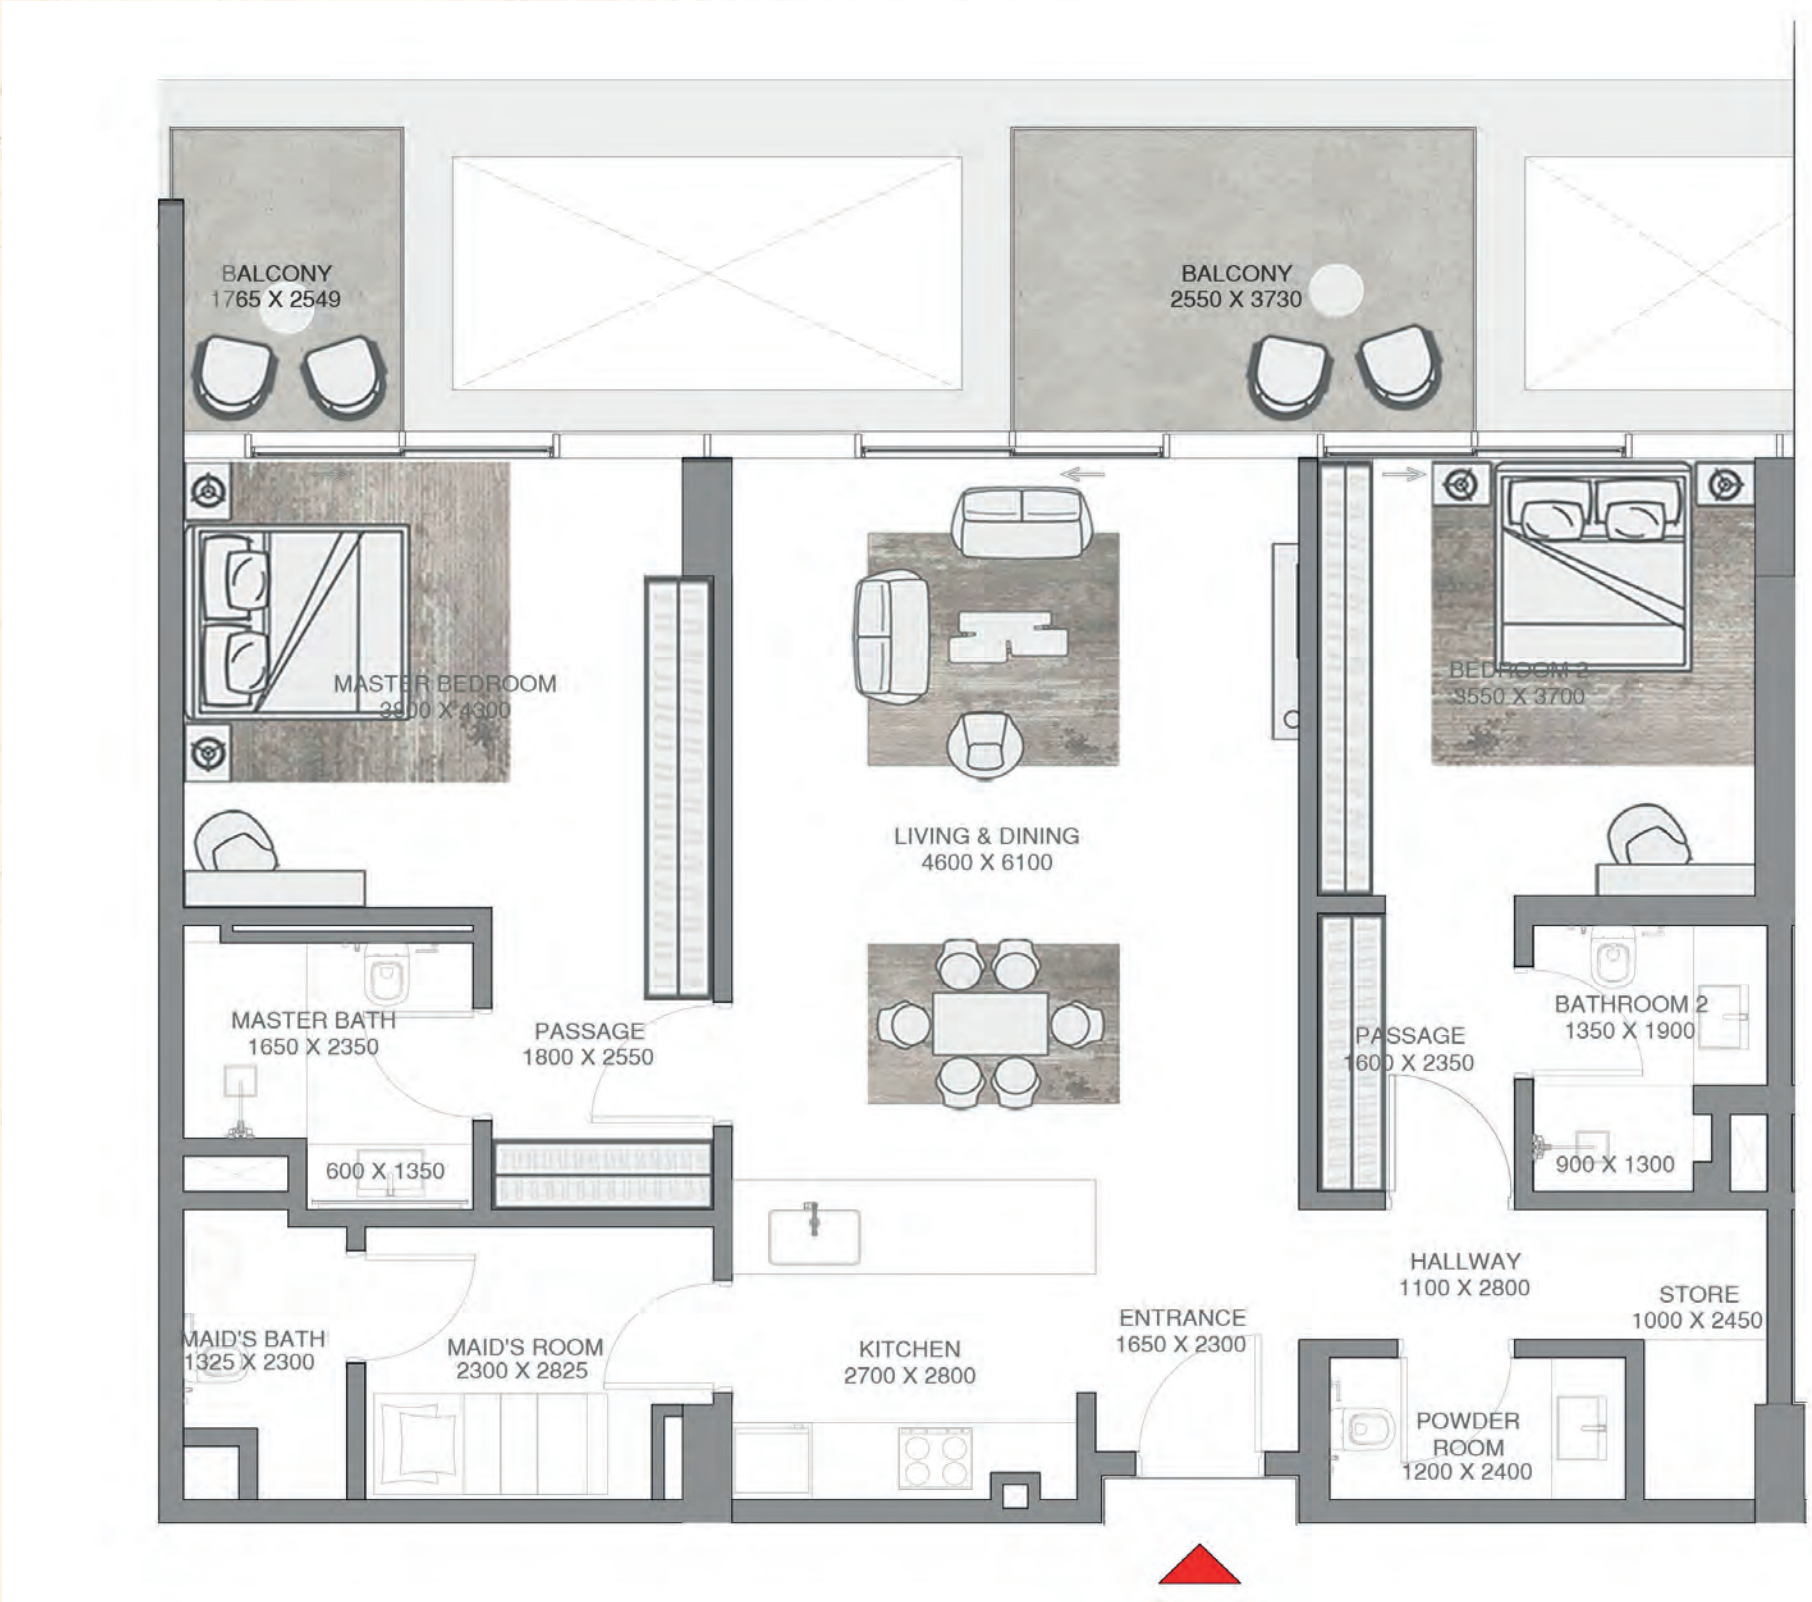 BALCONY
1765 X 2549
BALCONY
2550 X 3730
MASTER BEDROOM
3800 X 4300
BEDROOM 2
3550 X 3700
LIVING & DINING
4600 X 6100
MASTER BATH
1650 X 2350
PASSAGE
1800 X 2550
PASSAGE
1600 X 2350
BATHROOM 2
1350 X 1900
600 X 1350
900 X 1300
MAID'S BATH
1325 X 2300
MAID'S ROOM
2300 X 2825
KITCHEN
2700 X 2800
ENTRANCE
1650 X 2300
HALLWAY
1100 X 2800
STORE
1000 X 2450
POWDER
ROOM
1200 X 2400